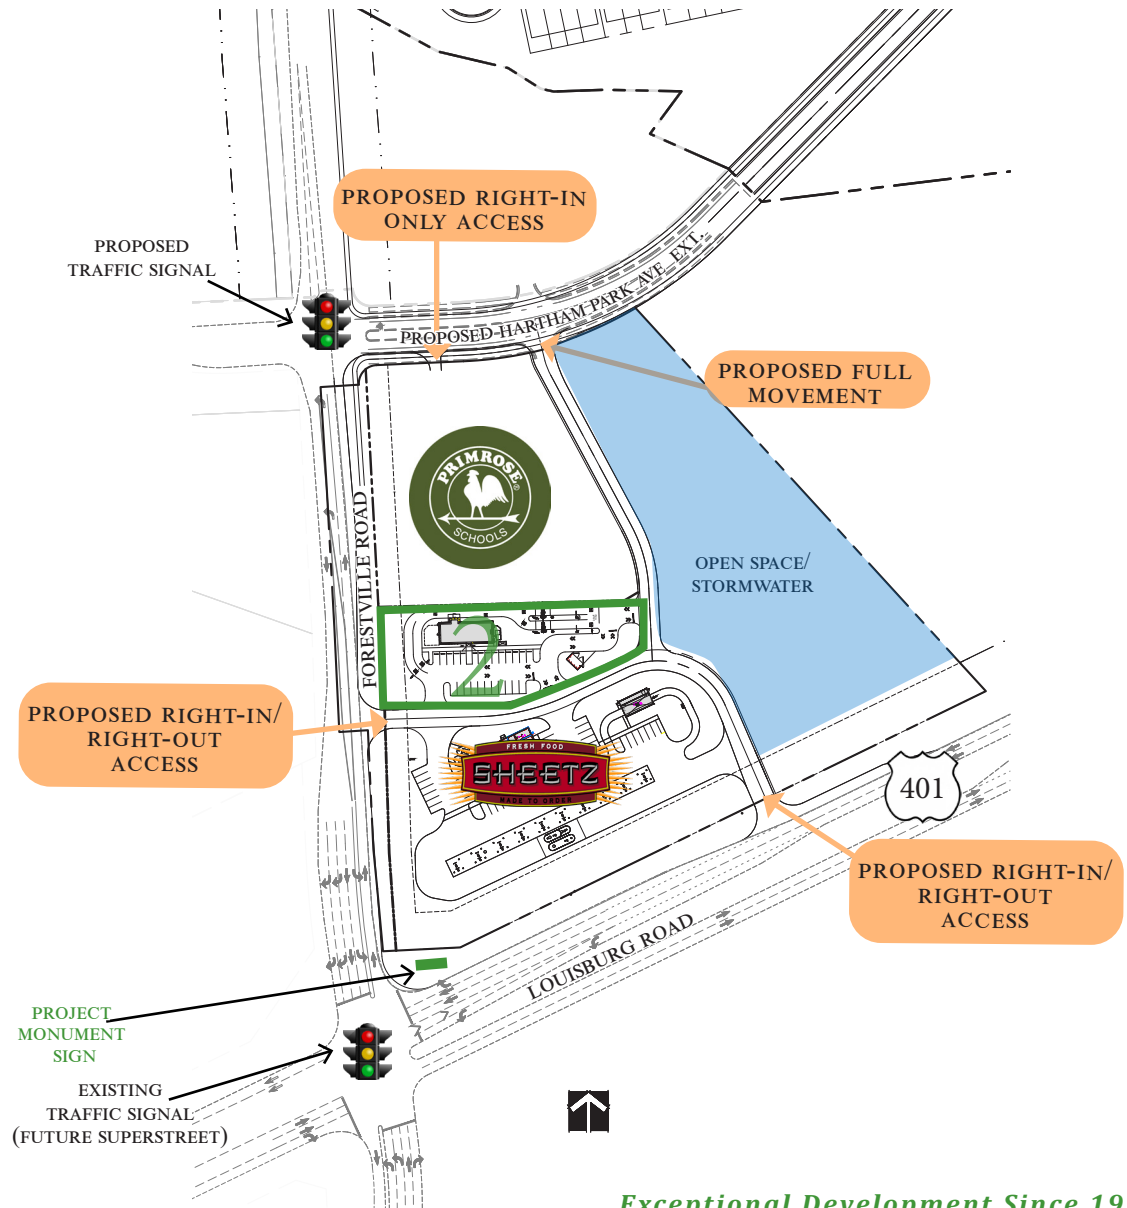 PROPOSED RIGHT-IN
ONLY ACCESS
PROPOSED
TRAFFIC SIGNAL
PROPOSED HARTHAM PARK AVE EXT.
PROPOSED FULL
MOVEMENT
PRIMROSE®
SCHOOLS
FORESTVILLE ROAD
OPEN SPACE/
STORMWATER
2
PROPOSED RIGHT-IN/
RIGHT-OUT
ACCESS
FRESH FOOD
SHEETZ
MADE TO ORDER
401
PROPOSED RIGHT-IN/
RIGHT-OUT
ACCESS
LOUISBURG ROAD
PROJECT
MONUMENT
SIGN
EXISTING
TRAFFIC SIGNAL
(FUTURE SUPERSTREET)
Exceptional Development Since 19